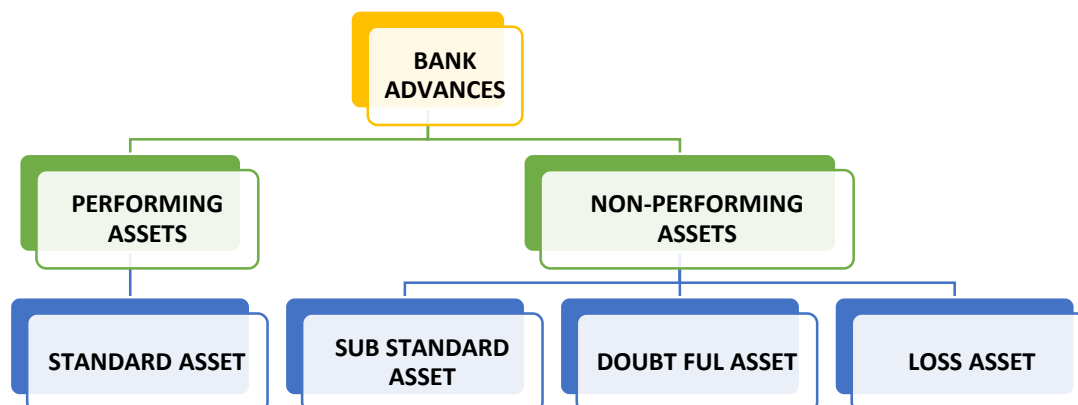 BANK
ADVANCES
PERFORMING
ASSETS
NON-PERFORMING
ASSETS
STANDARD ASSET
SUB STANDARD
ASSET
DOUBT FUL ASSET
LOSS ASSET